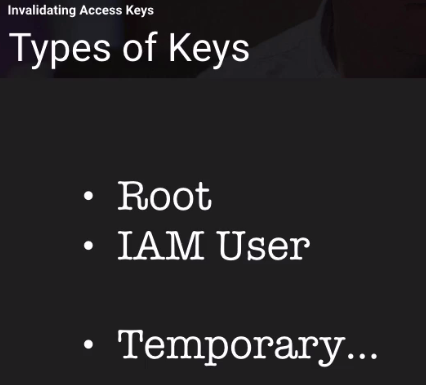 Invalidating Access Keys
Types of Keys
• Root
• IAM User
• Temporary...